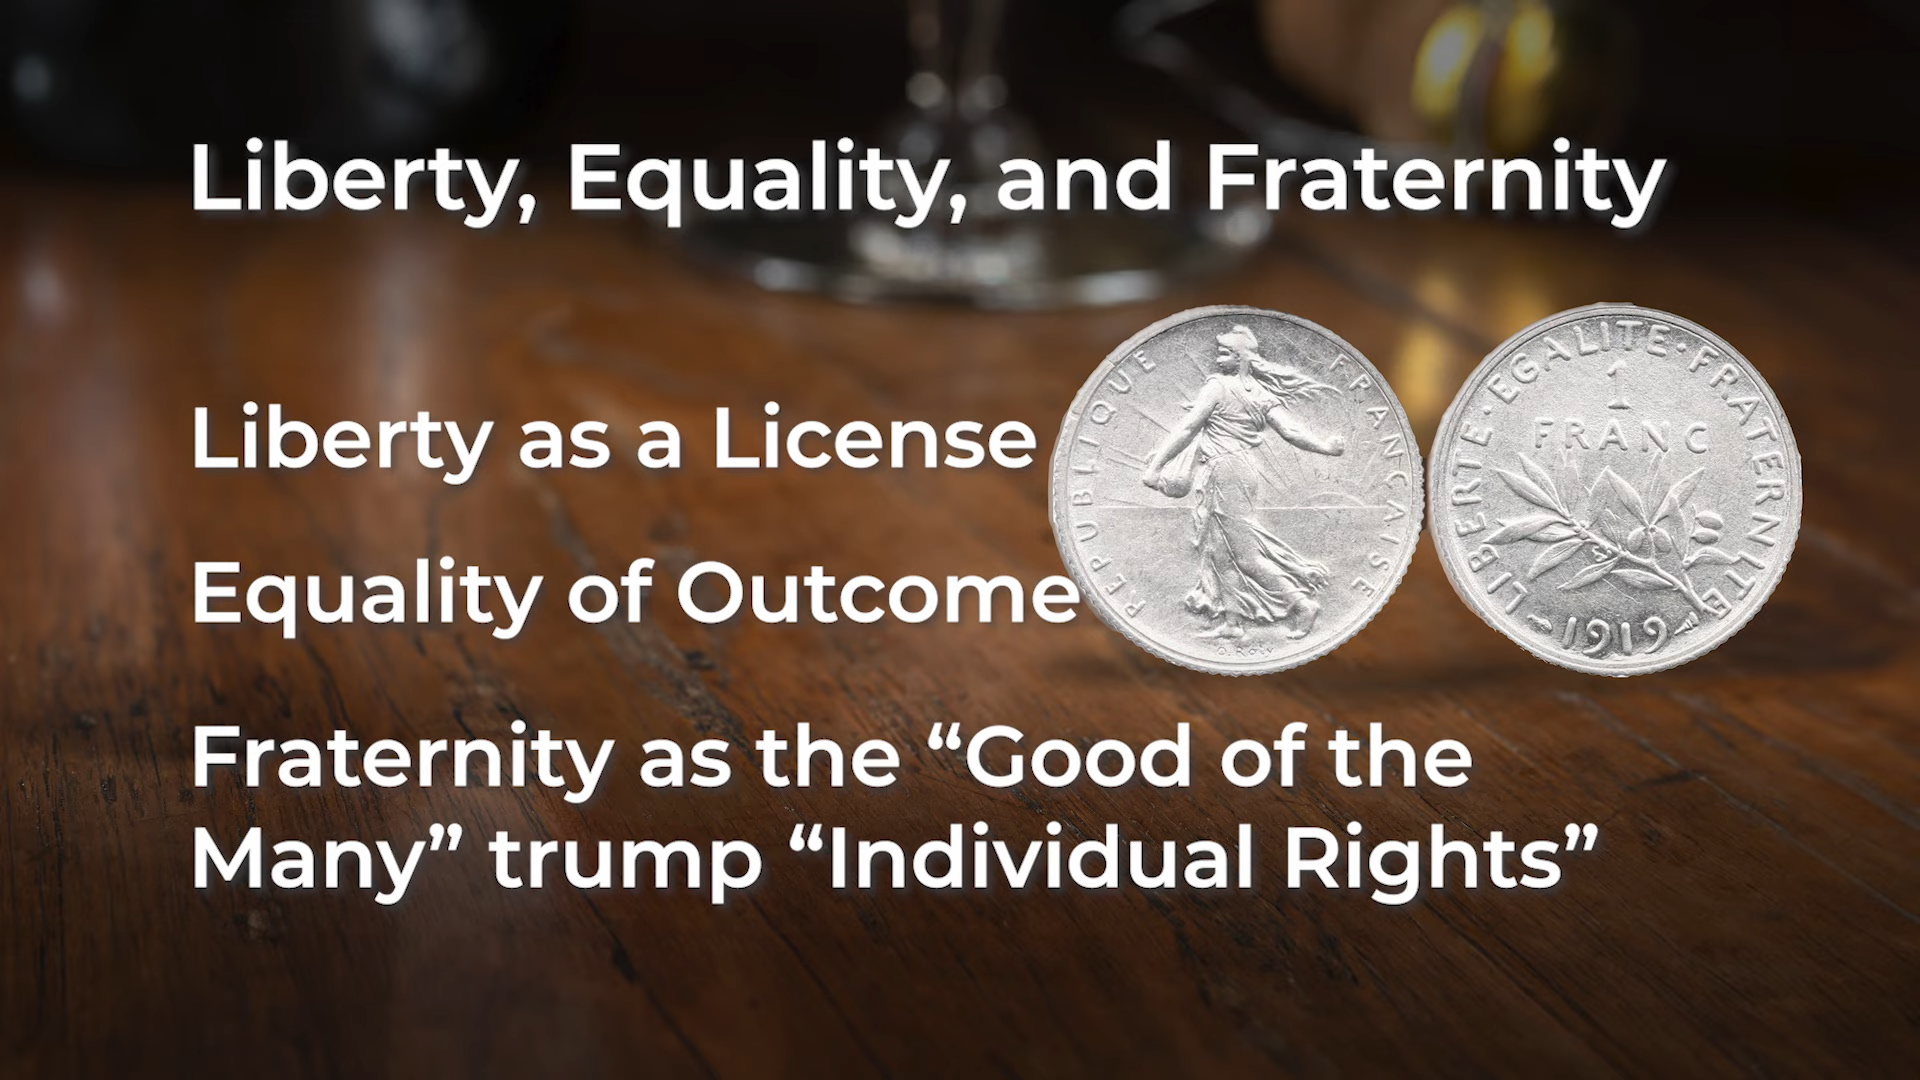 Liberty, Equality, and Fraternity
Liberty as a License
Equality of Outcome
Fraternity as the “Good of the
Many” trump “Individual Rights”
REPUBLIQUE FRANÇAISE
O. Roty
LIBERTE·EGALITE·FRATERNITE
1
FRANC
1919